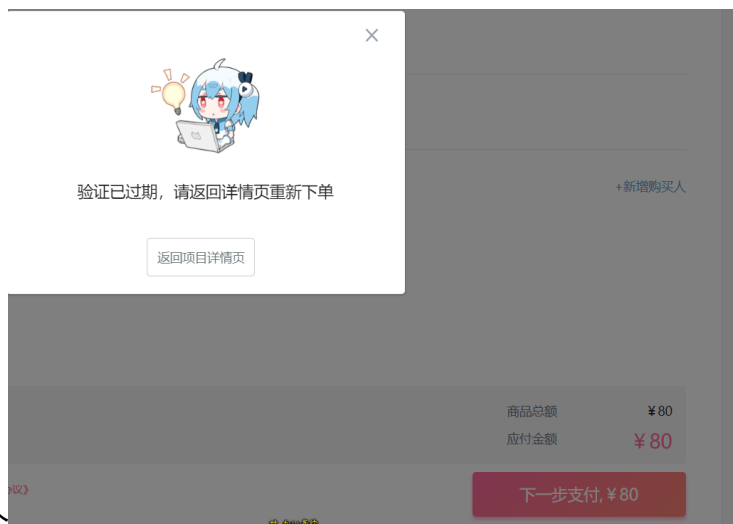 验证已过期，请返回详情页重新下单
+新增购买人
返回项目详情页
商品总额 ¥80
应付金额 ¥80
议》
下一步支付, ¥80